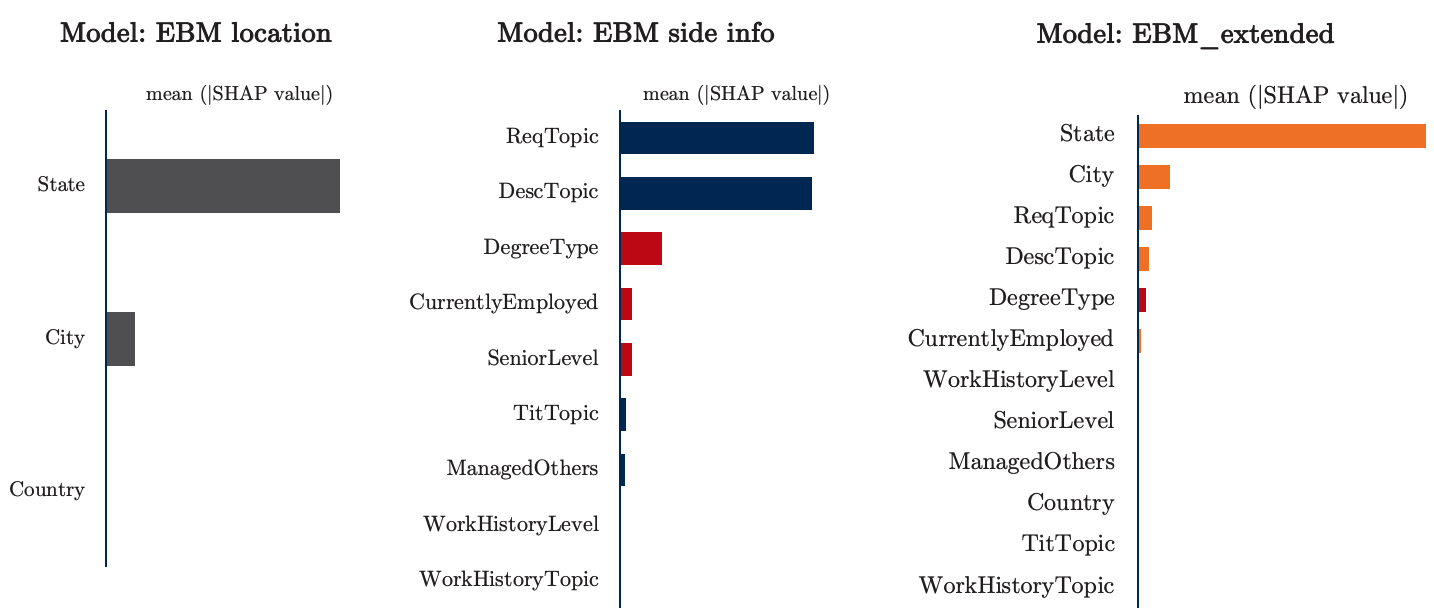 Model: EBM location
mean (|SHAP value|)
State
City
Country
Model: EBM side info
mean (|SHAP value|)
ReqTopic
DescTopic
DegreeType
CurrentlyEmployed
SeniorLevel
TitTopic
ManagedOthers
WorkHistoryLevel
WorkHistoryTopic
Model: EBM_extended
mean (|SHAP value|)
State
City
ReqTopic
DescTopic
DegreeType
CurrentlyEmployed
WorkHistoryLevel
SeniorLevel
ManagedOthers
Country
TitTopic
WorkHistoryTopic